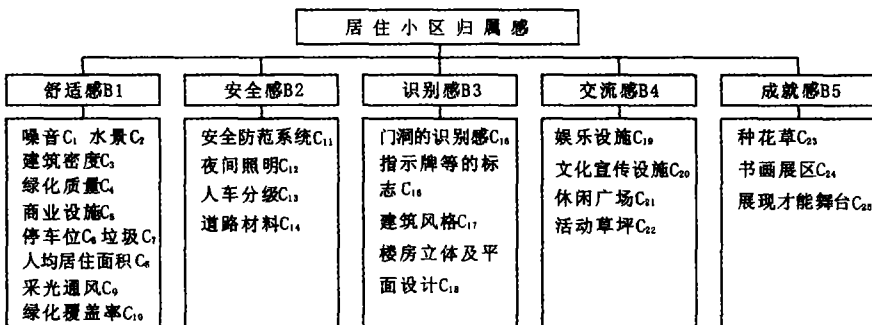 居住小区归属感
舒适感B1
安全感B2
识别感B3
交流感B4
成就感B5
噪音C₁ 水景C₂
建筑密度C₃
绿化质量C₄
商业设施C₅
停车位C₆垃圾C₇
人均居住面积C₈
采光通风C₉
绿化覆盖率C₁₀
安全防范系统C₁₁
夜间照明C₁₂
人车分级C₁₃
道路材料C₁₄
门洞的识别感C₁₅
指示牌等的标
志C₁₆
建筑风格C₁₇
楼房立体及平
面设计C₁₈
娱乐设施C₁₉
文化宣传设施C₂₀
休闲广场C₂₁
活动草坪C₂₂
种花草C₂₃
书画展区C₂₄
展现才能舞台C₂₅